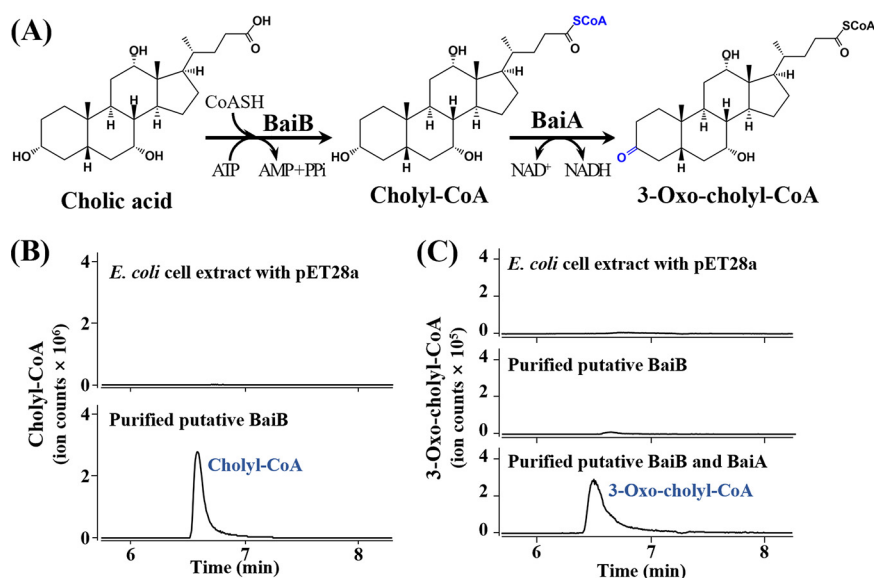 (A)
OH
O
OH
H
H
H
H
HO
OH
H
Cholic acid
CoASH
BaiB
ATP
AMP+PPi
SCoA
O
OH
H
H
H
H
HO
OH
H
Cholyl-CoA
BaiA
NAD+
NADH
SCoA
O
OH
H
H
H
H
O
OH
H
3-Oxo-cholyl-CoA
(B)
Cholyl-CoA
(ion counts × 10⁶)
4
E. coli cell extract with pET28a
2
0
4
Purified putative BaiB
Cholyl-CoA
2
0
6
7
8
Time (min)
(C)
3-Oxo-cholyl-CoA
(ion counts × 10⁵)
E. coli cell extract with pET28a
4
2
0
4
Purified putative BaiB
2
0
Purified putative BaiB and BaiA
4
3-Oxo-cholyl-CoA
2
0
6
7
8
Time (min)